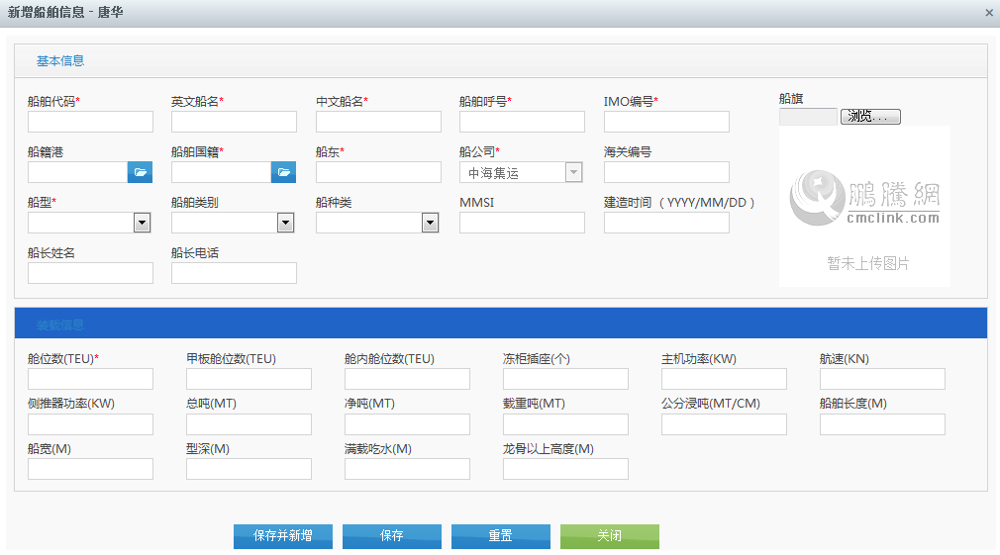 新增船舶信息 - 唐华
×
基本信息
船舶代码*
英文船名*
中文船名*
船舶呼号*
IMO编号*
船旗
浏览...
船籍港
船舶国籍*
船东*
船公司*
海关编号
中海集运
船型*
船舶类别
船种类
MMSI
建造时间 （YYYY/MM/DD ）
鹏腾網
cmclink.com
船长姓名
船长电话
暂未上传图片
装载信息
舱位数(TEU)*
甲板舱位数(TEU)
舱内舱位数(TEU)
冻柜插座(个)
主机功率(KW)
航速(KN)
侧推器功率(KW)
总吨(MT)
净吨(MT)
载重吨(MT)
公分浸吨(MT/CM)
船舶长度(M)
船宽(M)
型深(M)
满载吃水(M)
龙骨以上高度(M)
保存并新增
保存
重置
关闭